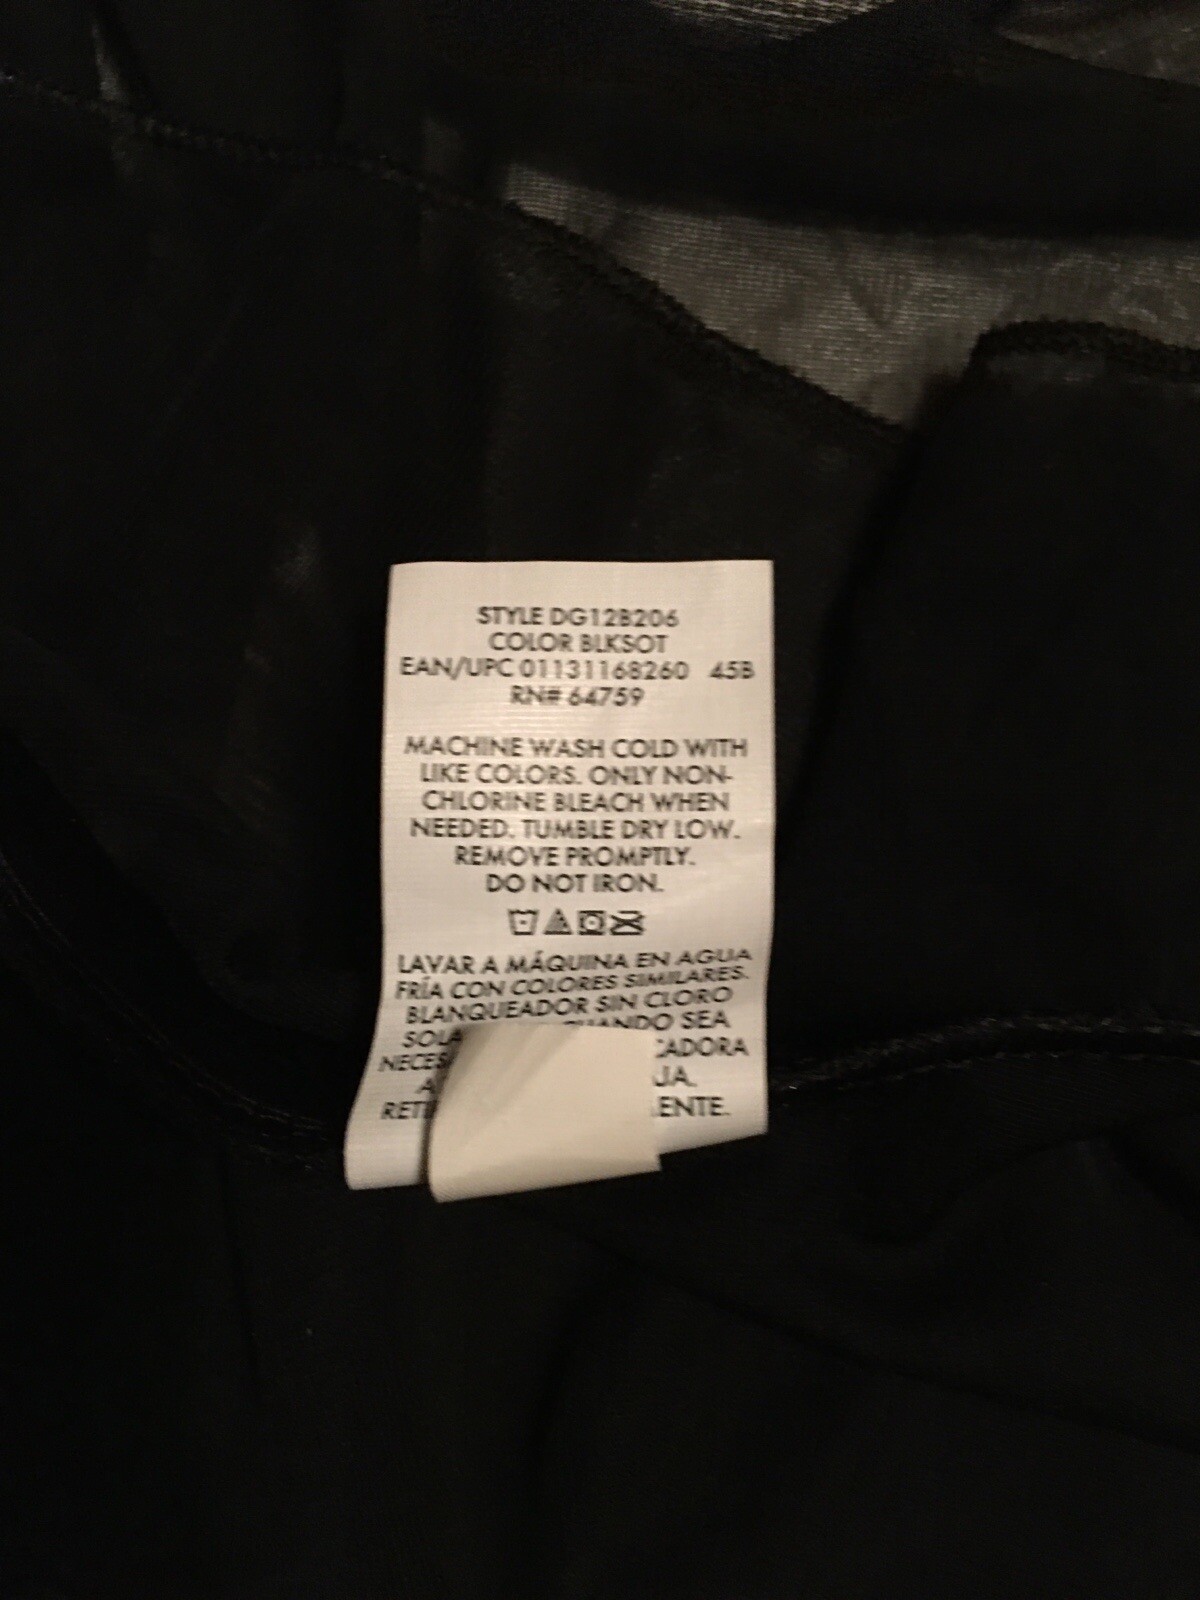 STYLE DG12B206
COLOR BLKSOT
EAN/UPC 01131168260 45B
RN# 64759
MACHINE WASH COLD WITH
LIKE COLORS. ONLY NON-
CHLORINE BLEACH WHEN
NEEDED. TUMBLE DRY LOW.
REMOVE PROMPTLY.
DO NOT IRON.
LAVAR A MÁQUINA EN AGUA
FRÍA CON COLORES SIMILARES.
BLANQUEADOR SIN CLORO
CUANDO SEA